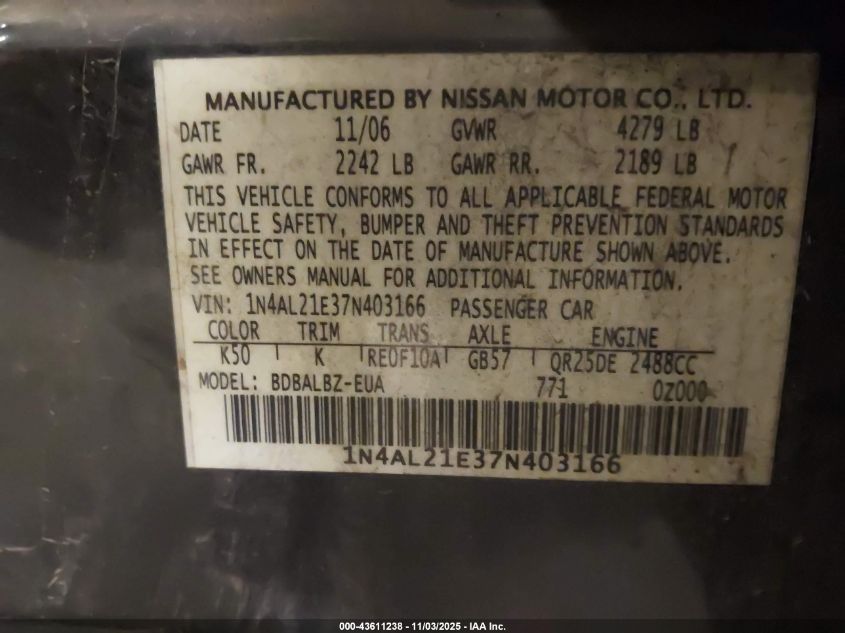 MANUFACTURED BY NISSAN MOTOR CO., LTD.
DATE 11/06 GVWR 4279 LB
GAWR FR. 2242 LB GAWR RR. 2189 LB
THIS VEHICLE CONFORMS TO ALL APPLICABLE FEDERAL MOTOR
VEHICLE SAFETY, BUMPER AND THEFT PREVENTION STANDARDS
IN EFFECT ON THE DATE OF MANUFACTURE SHOWN ABOVE.
SEE OWNERS MANUAL FOR ADDITIONAL INFORMATION.
VIN: 1N4AL21E37N403166 PASSENGER CAR
COLOR TRIM TRANS AXLE ENGINE
K50 K RE0F10A GB57 QR25DE 2488CC
MODEL: BDBALBZ-EUA 771 0Z000
1N4AL21E37N403166
000-43611238 - 11/03/2025 - IAA Inc.